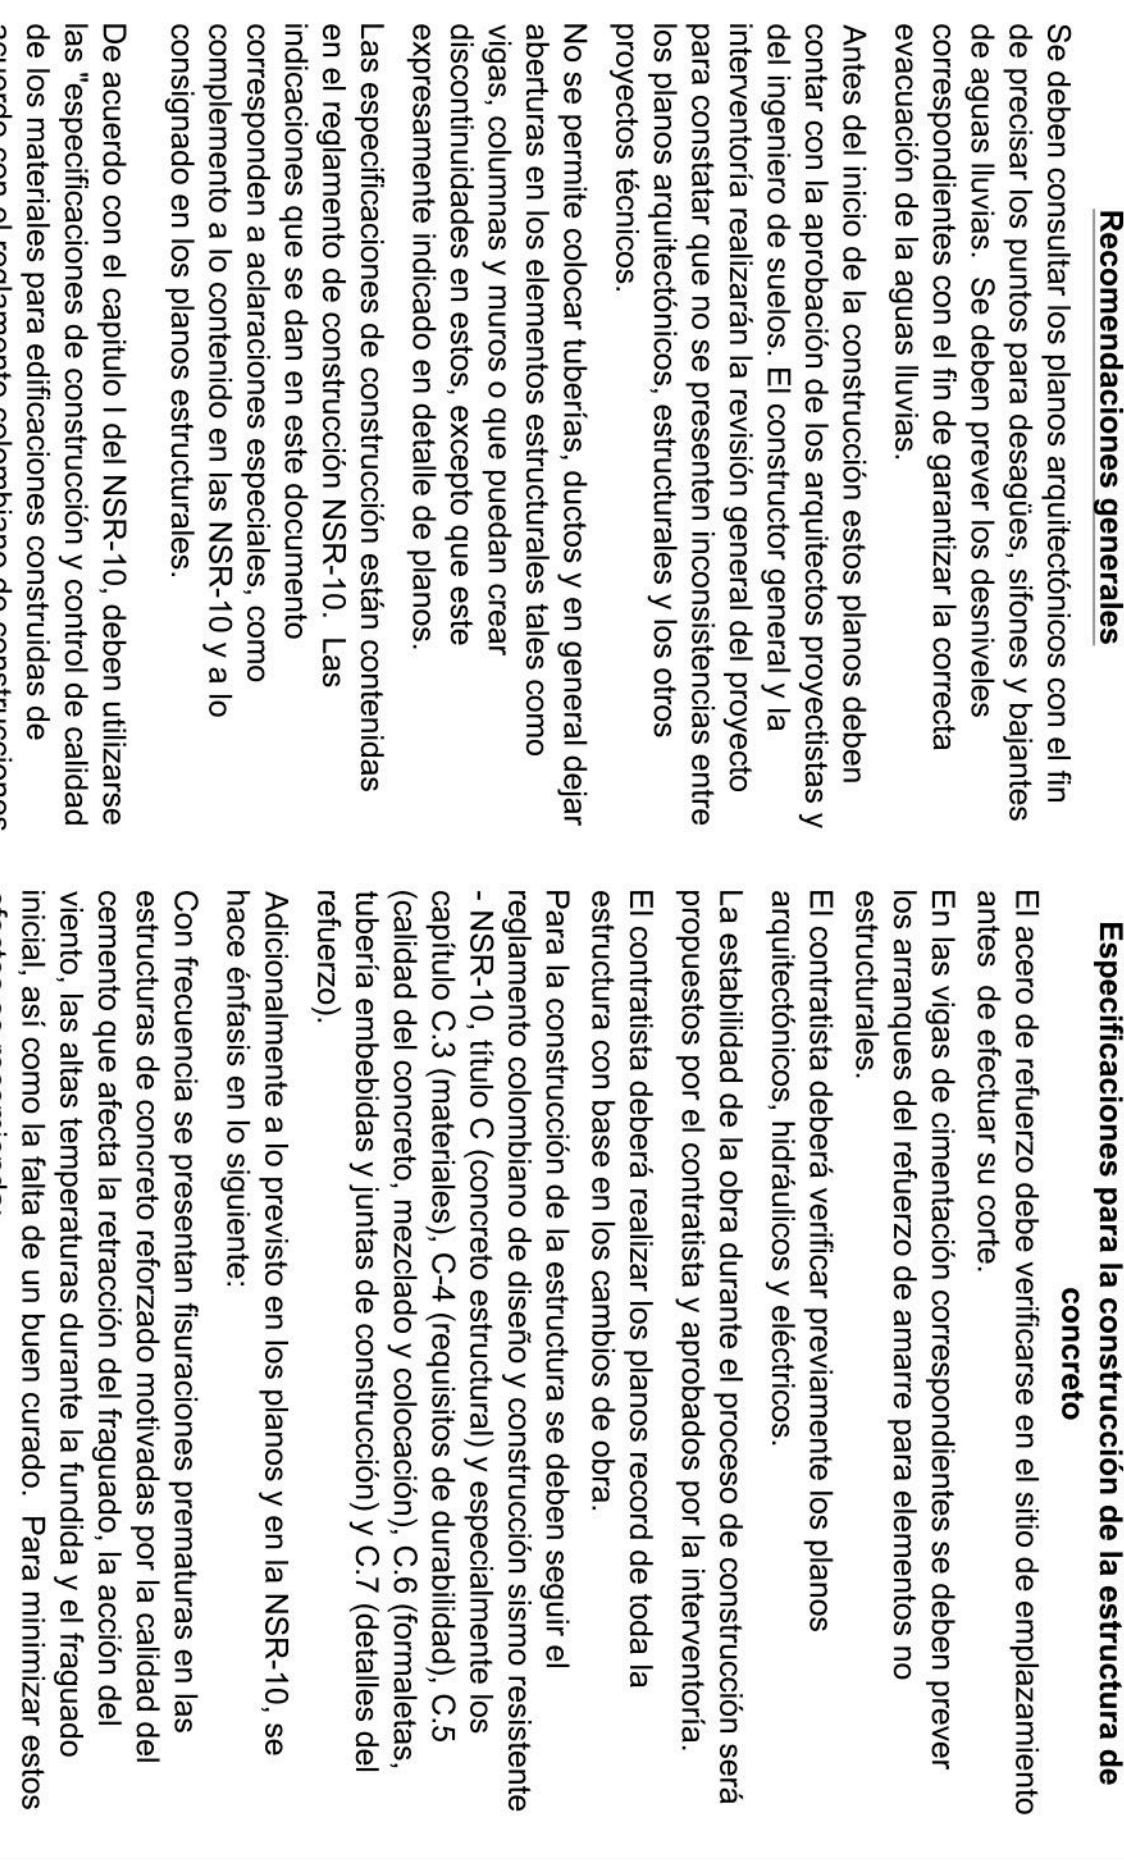 Recomendaciones generales
Se deben consultar los planos arquitectónicos con el fin
de precisar los puntos para desagües, sifones y bajantes
de aguas lluvias.  Se deben prever los desniveles
correspondientes con el fin de garantizar la correcta
evacuación de la aguas lluvias.
Antes del inicio de la construcción estos planos deben
contar con la aprobación de los arquitectos proyectistas y
del ingeniero de suelos. El constructor general y la
interventoría realizarán la revisión general del proyecto
para constatar que no se presenten inconsistencias entre
los planos arquitectónicos, estructurales y los otros
proyectos técnicos.
No se permite colocar tuberías, ductos y en general dejar
aberturas en los elementos estructurales tales como
vigas, columnas y muros o que puedan crear
discontinuidades en estos, excepto que este
expresamente indicado en detalle de planos.
Las especificaciones de construcción están contenidas
en el reglamento de construcción NSR-10.  Las
indicaciones que se dan en este documento
corresponden a aclaraciones especiales, como
complemento a lo contenido en las NSR-10 y a lo
consignado en los planos estructurales.
De acuerdo con el capitulo I del NSR-10, deben utilizarse
las "especificaciones de construcción y control de calidad
de los materiales para edificaciones construidas de
acuerdo con el reglamento colombiano de construcciones
Especificaciones para la construcción de la estructura de
concreto
El acero de refuerzo debe verificarse en el sitio de emplazamiento
antes  de efectuar su corte.
En las vigas de cimentación correspondientes se deben prever
los arranques del refuerzo de amarre para elementos no
estructurales.
El contratista deberá verificar previamente los planos
arquitectónicos, hidráulicos y eléctricos.
La estabilidad de la obra durante el proceso de construcción será
propuestos por el contratista y aprobados por la interventoría.
El contratista deberá realizar los planos record de toda la
estructura con base en los cambios de obra.
Para la construcción de la estructura se deben seguir el
reglamento colombiano de diseño y construcción sismo resistente
- NSR-10, título C (concreto estructural) y especialmente los
capítulo C.3 (materiales), C-4 (requisitos de durabilidad), C.5
(calidad del concreto, mezclado y colocación), C.6 (formaletas,
tubería embebidas y juntas de construcción) y C.7 (detalles del
refuerzo).
Adicionalmente a lo previsto en los planos y en la NSR-10, se
hace énfasis en lo siguiente:
Con frecuencia se presentan fisuraciones prematuras en las
estructuras de concreto reforzado motivadas por la calidad del
cemento que afecta la retracción del fraguado, la acción del
viento, las altas temperaturas durante la fundida y el fraguado
inicial, así como la falta de un buen curado.  Para minimizar estos